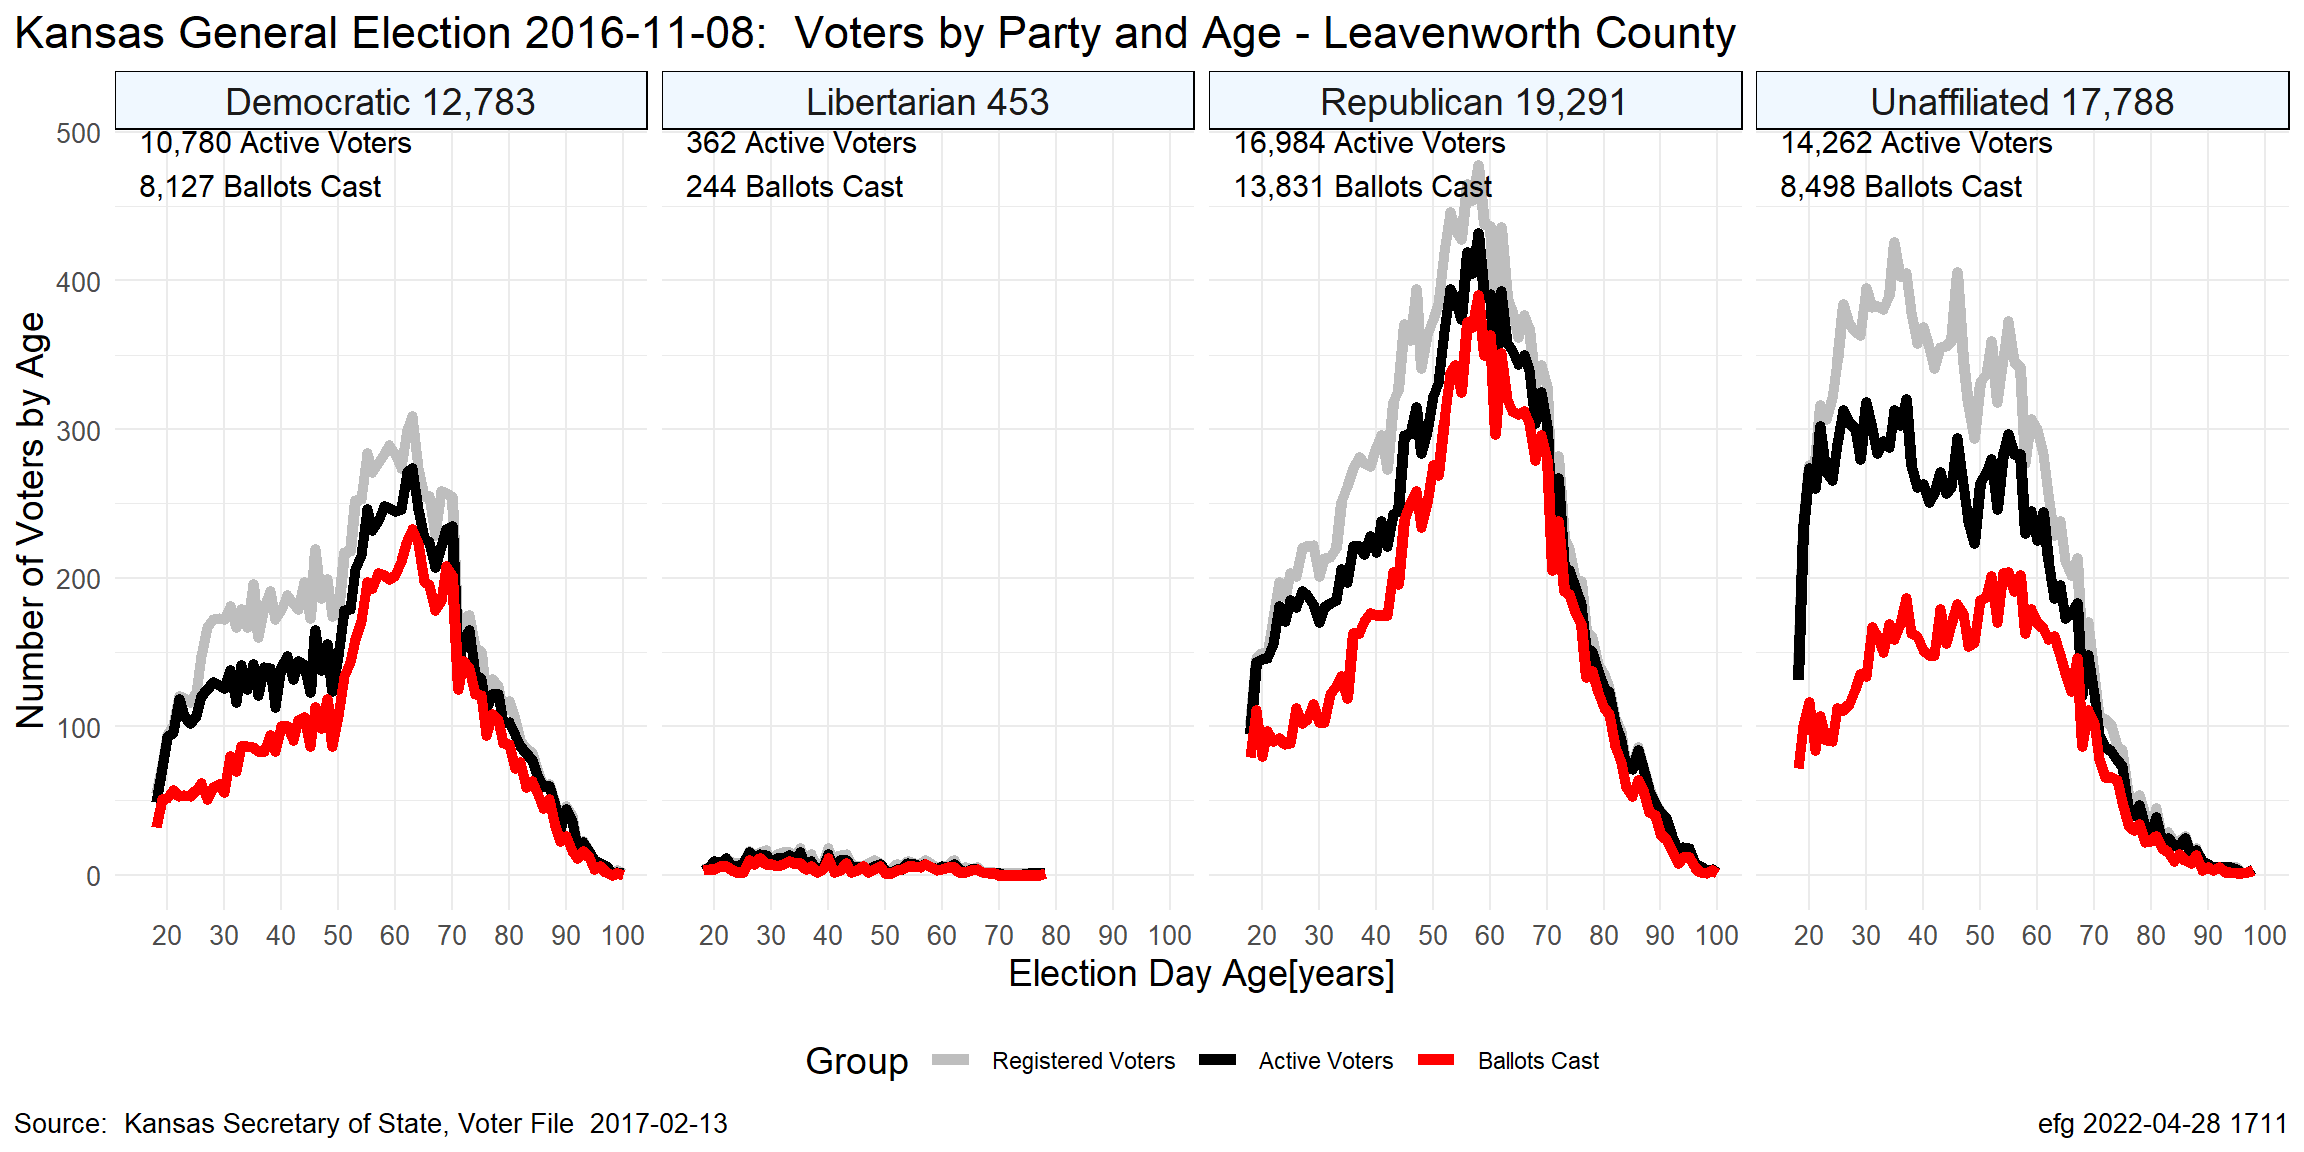 Kansas General Election 2016-11-08:  Voters by Party and Age - Leavenworth County
Democratic 12,783
Libertarian 453
Republican 19,291
Unaffiliated 17,788
10,780 Active Voters
8,127 Ballots Cast
362 Active Voters
244 Ballots Cast
16,984 Active Voters
13,831 Ballots Cast
14,262 Active Voters
8,498 Ballots Cast
Number of Voters by Age
500
400
300
200
100
0
20 30 40 50 60 70 80 90 100
20 30 40 50 60 70 80 90 100
20 30 40 50 60 70 80 90 100
20 30 40 50 60 70 80 90 100
Election Day Age[years]
Group Registered Voters Active Voters Ballots Cast
Source:  Kansas Secretary of State, Voter File  2017-02-13
efg 2022-04-28 1711